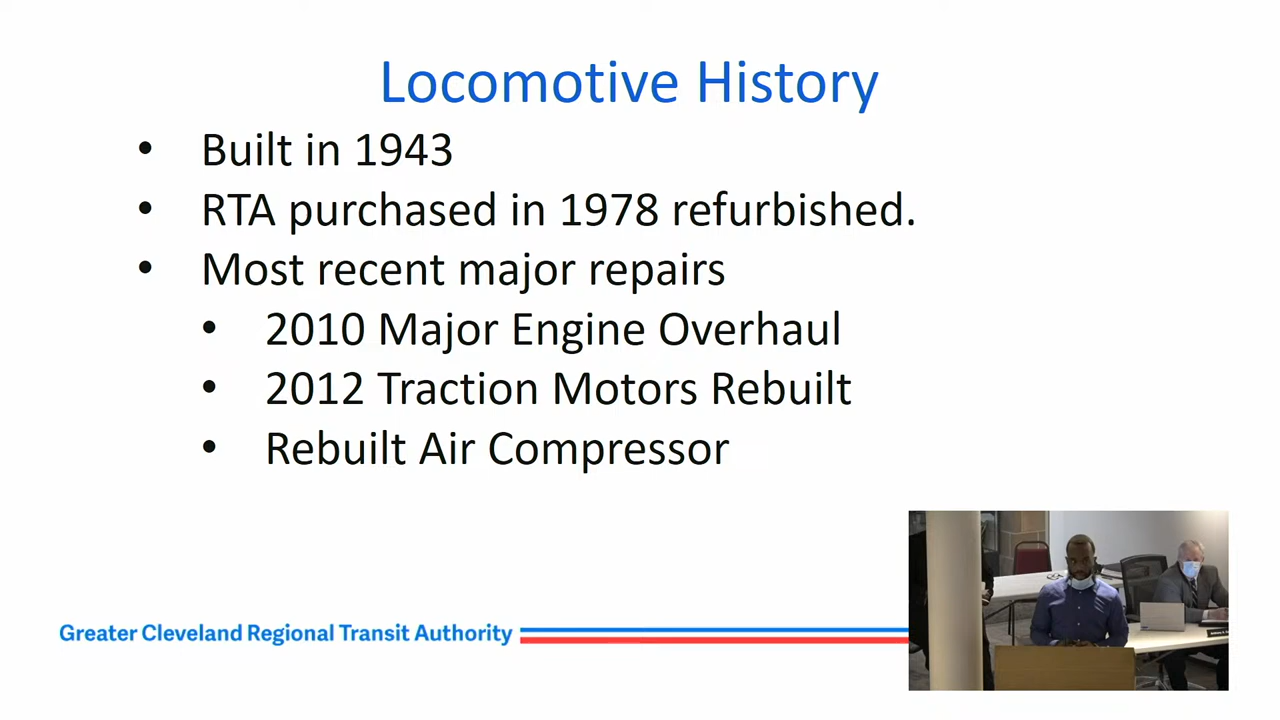 Locomotive History
• Built in 1943
• RTA purchased in 1978 refurbished.
• Most recent major repairs
• 2010 Major Engine Overhaul
• 2012 Traction Motors Rebuilt
• Rebuilt Air Compressor
Greater Cleveland Regional Transit Authority